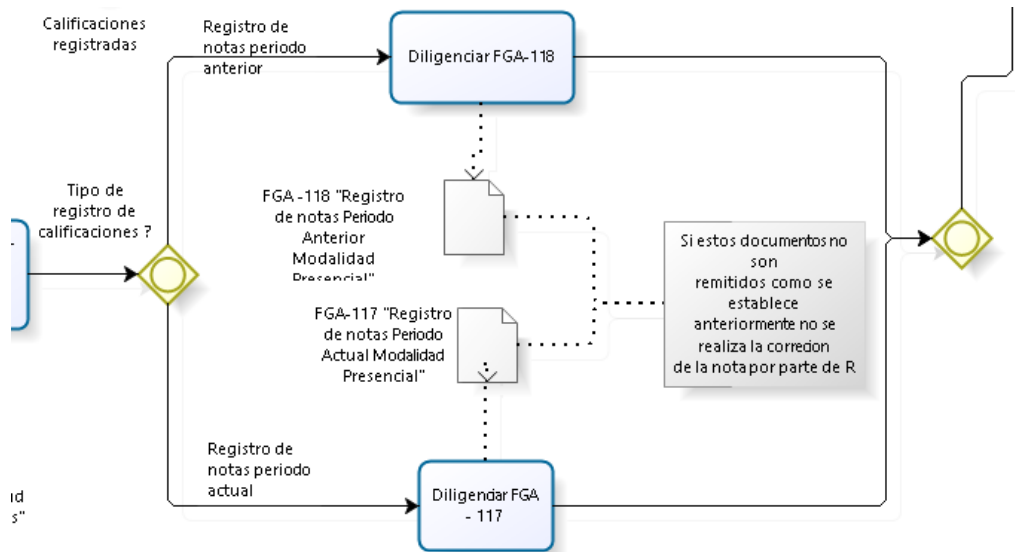 Calificaciones
registradas
Registro de
notas periodo
anterior
Diligenciar FGA-118
Tipo de
registro de
calificaciones ?
FGA -118 "Registro
de notas Periodo
Anterior
Modalidad
Presencial"
FGA-117 "Registro
de notas Periodo
Actual Modalidad
Presencial"
Si estos documentos no
son
remitidos como se
establece
anteriormente no se
realiza la correcion
de la nota por parte de R
Registro de
notas periodo
actual
Diligenciar FGA
- 117
s"